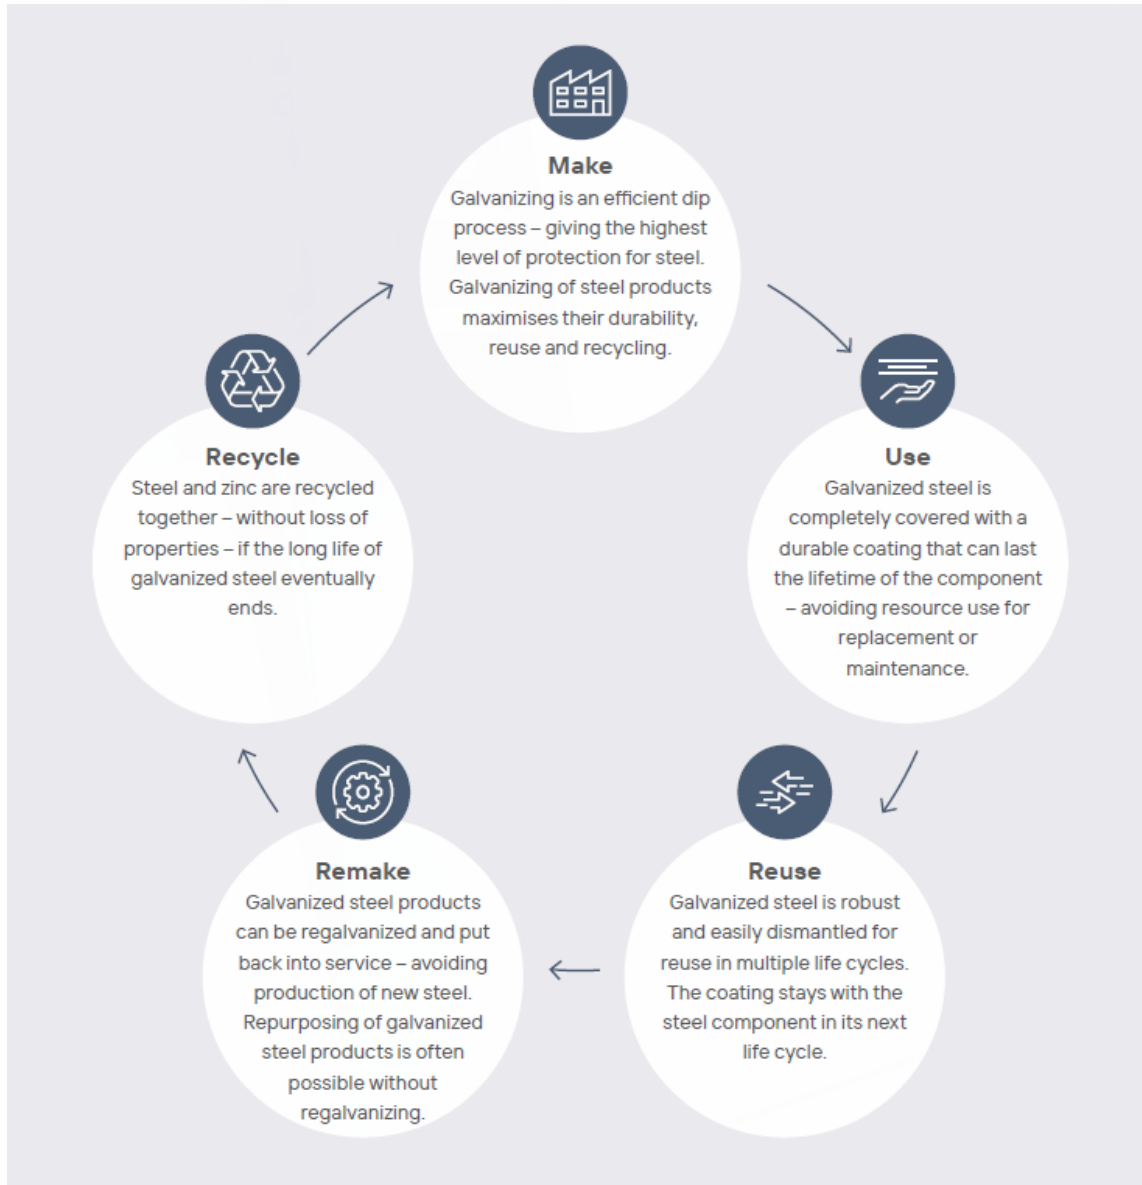 Make
Galvanizing is an efficient dip
process – giving the highest
level of protection for steel.
Galvanizing of steel products
maximises their durability,
reuse and recycling.
Use
Galvanized steel is
completely covered with a
durable coating that can last
the lifetime of the component
– avoiding resource use for
replacement or
maintenance.
Reuse
Galvanized steel is robust
and easily dismantled for
reuse in multiple life cycles.
The coating stays with the
steel component in its next
life cycle.
Remake
Galvanized steel products
can be regalvanized and put
back into service – avoiding
production of new steel.
Repurposing of galvanized
steel products is often
possible without
regalvanizing.
Recycle
Steel and zinc are recycled
together – without loss of
properties – if the long life of
galvanized steel eventually
ends.